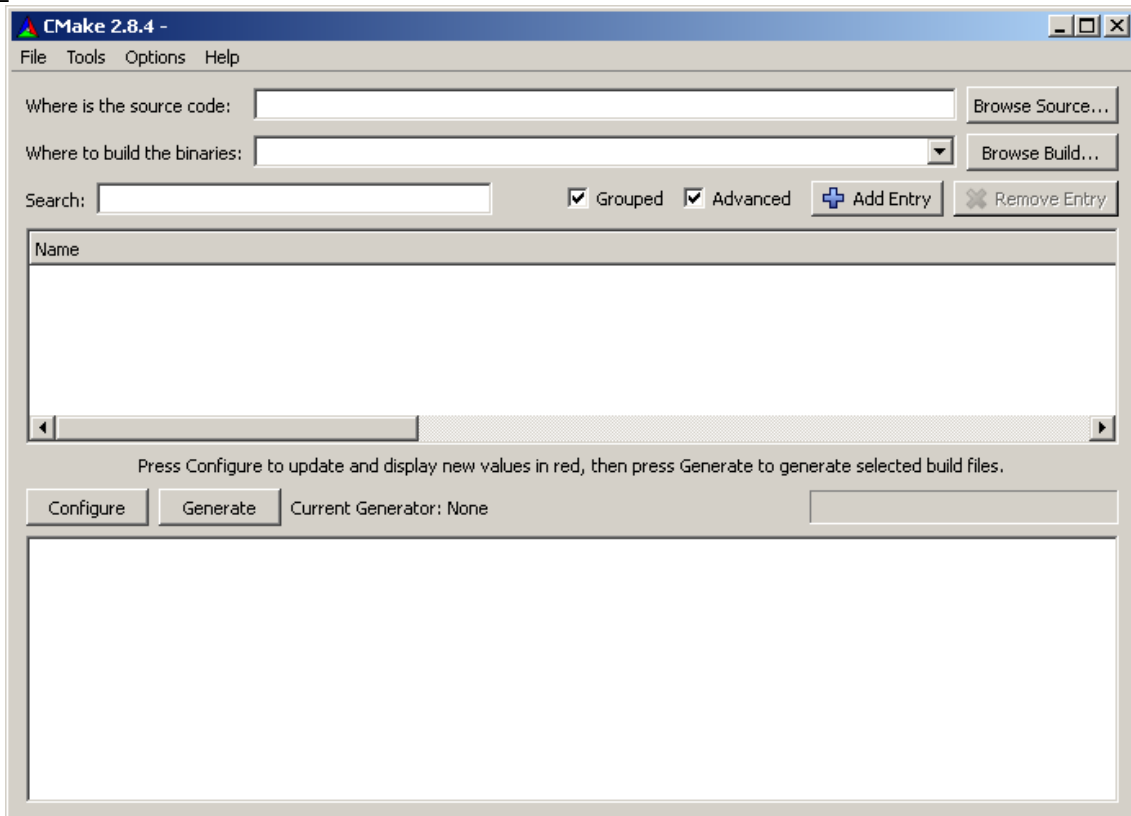 CMake 2.8.4 -
File Tools Options Help
Where is the source code: Browse Source...
Where to build the binaries: Browse Build...
Search: Grouped Advanced Add Entry Remove Entry
Name
Press Configure to update and display new values in red, then press Generate to generate selected build files.
Configure Generate Current Generator: None